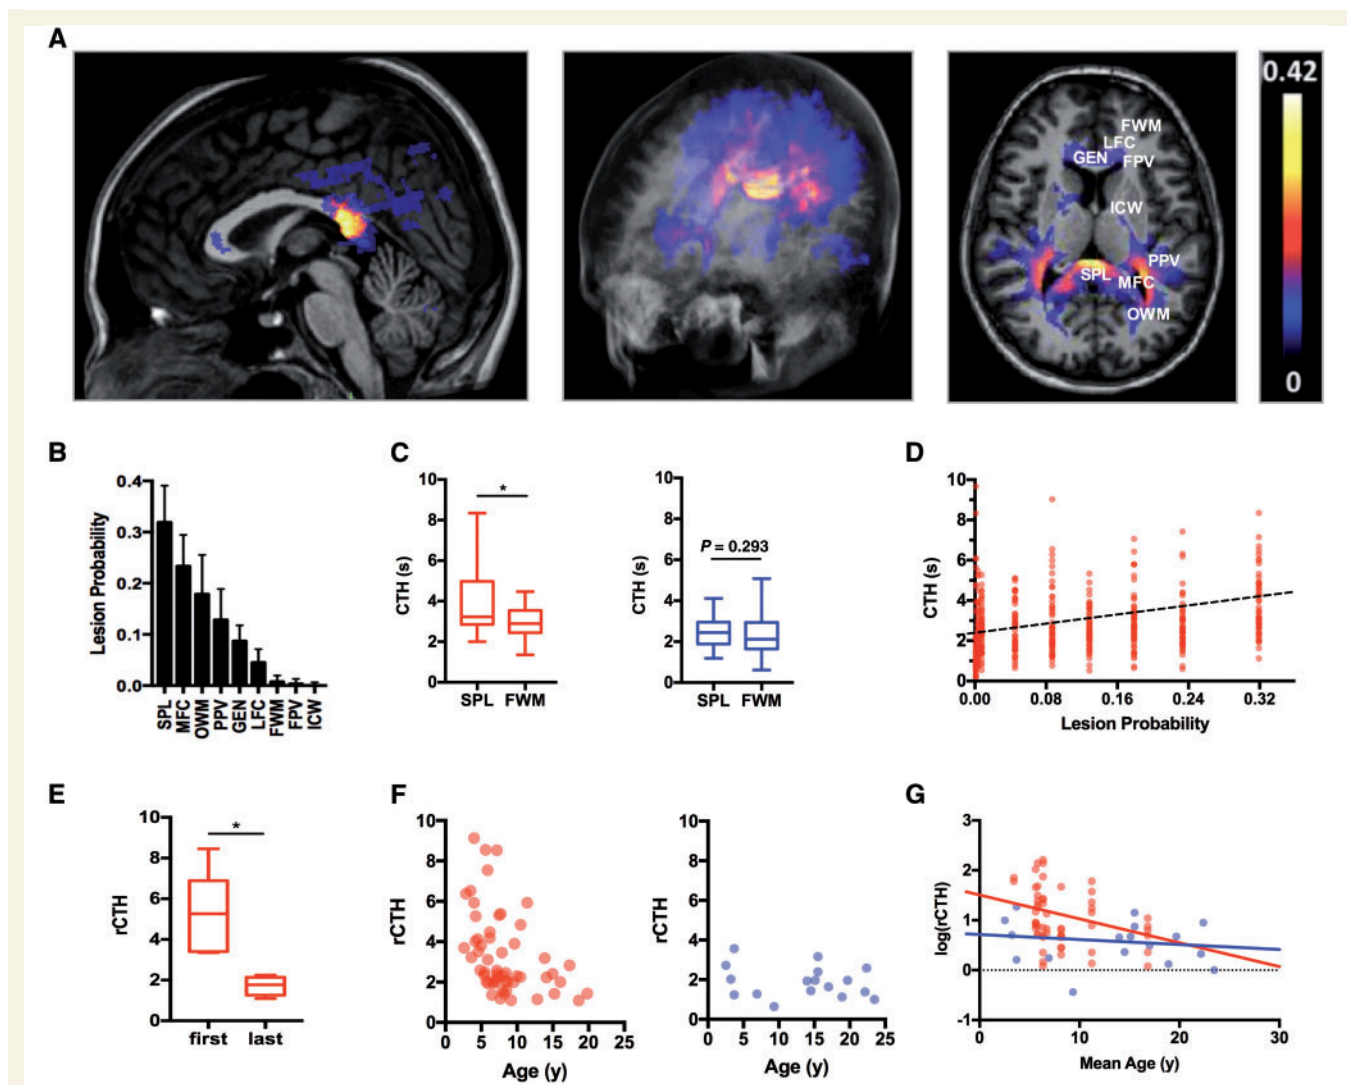 A
0.42
0
FWM
LFC
GEN
FPV
ICW
PPV
SPL
MFC
OWM
B
Lesion Probability
0.4
0.3
0.2
0.1
0.0
SPL
MFC
OWM
PPV
GEN
LFC
FWM
FPV
ICW
C
CTH (s)
10
8
6
4
2
0
*
SPL FWM
CTH (s)
10
8
6
4
2
0
P = 0.293
SPL FWM
D
CTH (s)
10
8
6
4
2
0
0.00 0.08 0.16 0.24 0.32
Lesion Probability
E
rCTH
10
8
6
4
2
0
*
first last
F
rCTH
10
8
6
4
2
0
0 5 10 15 20 25
Age (y)
rCTH
10
8
6
4
2
0
0 5 10 15 20 25
Age (y)
G
log(rCTH)
3
2
1
0
-1
0 10 20 30
Mean Age (y)